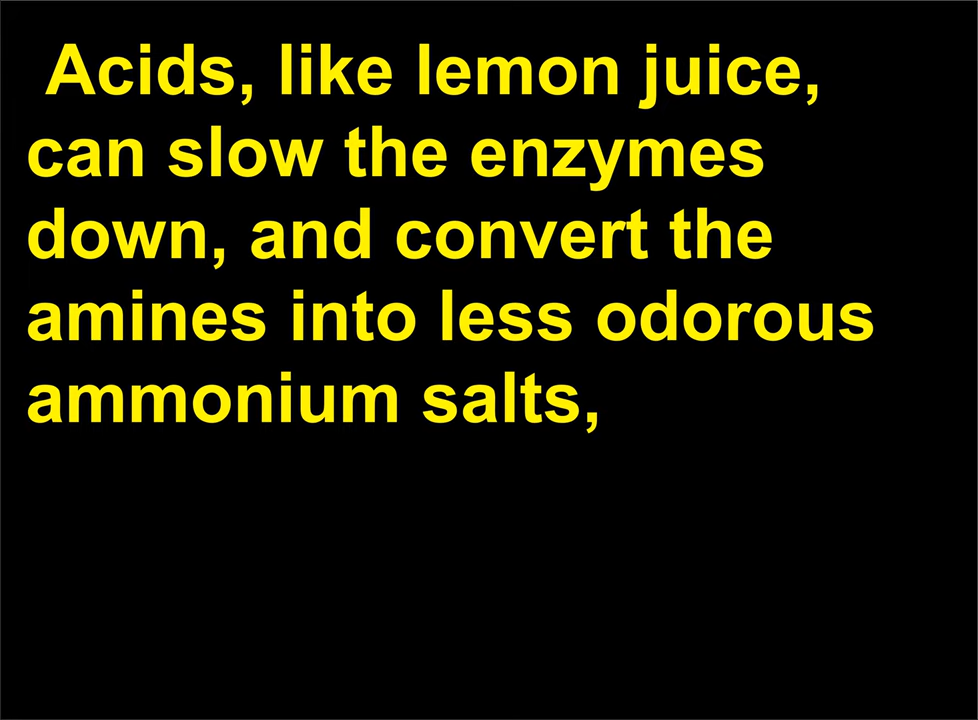 Acids, like lemon juice,
can slow the enzymes
down, and convert the
amines into less odorous
ammonium salts,